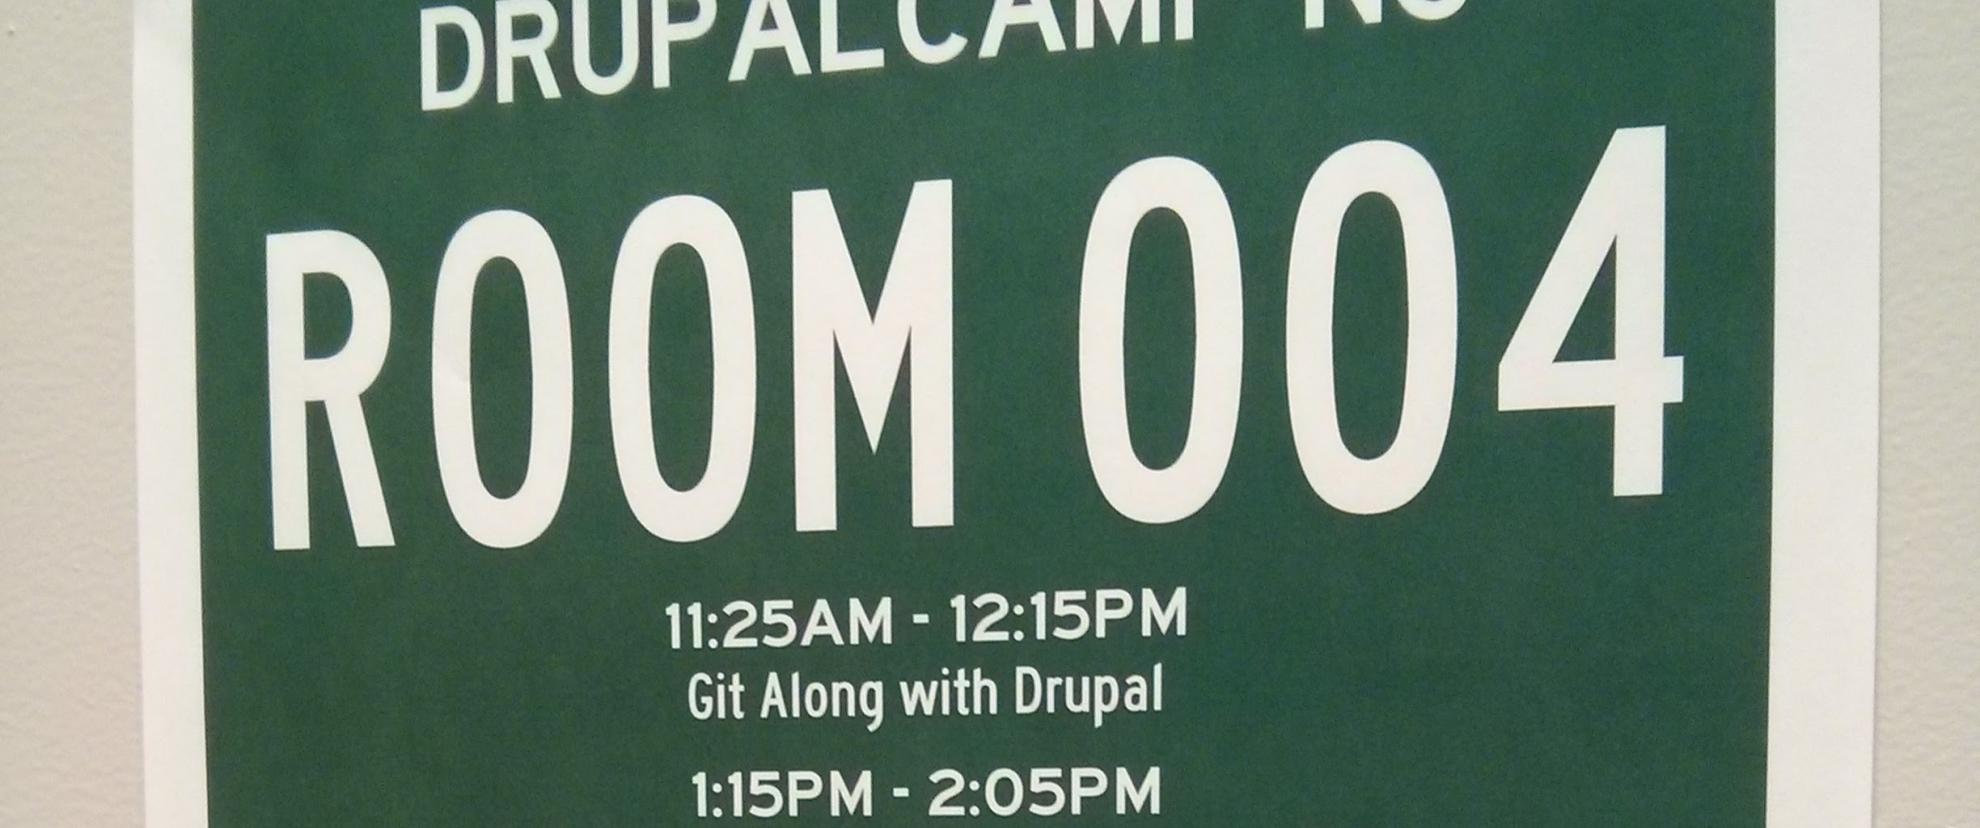 DRUPALCAMP
ROOM 004
11:25AM - 12:15PM
Git Along with Drupal
1:15PM - 2:05PM